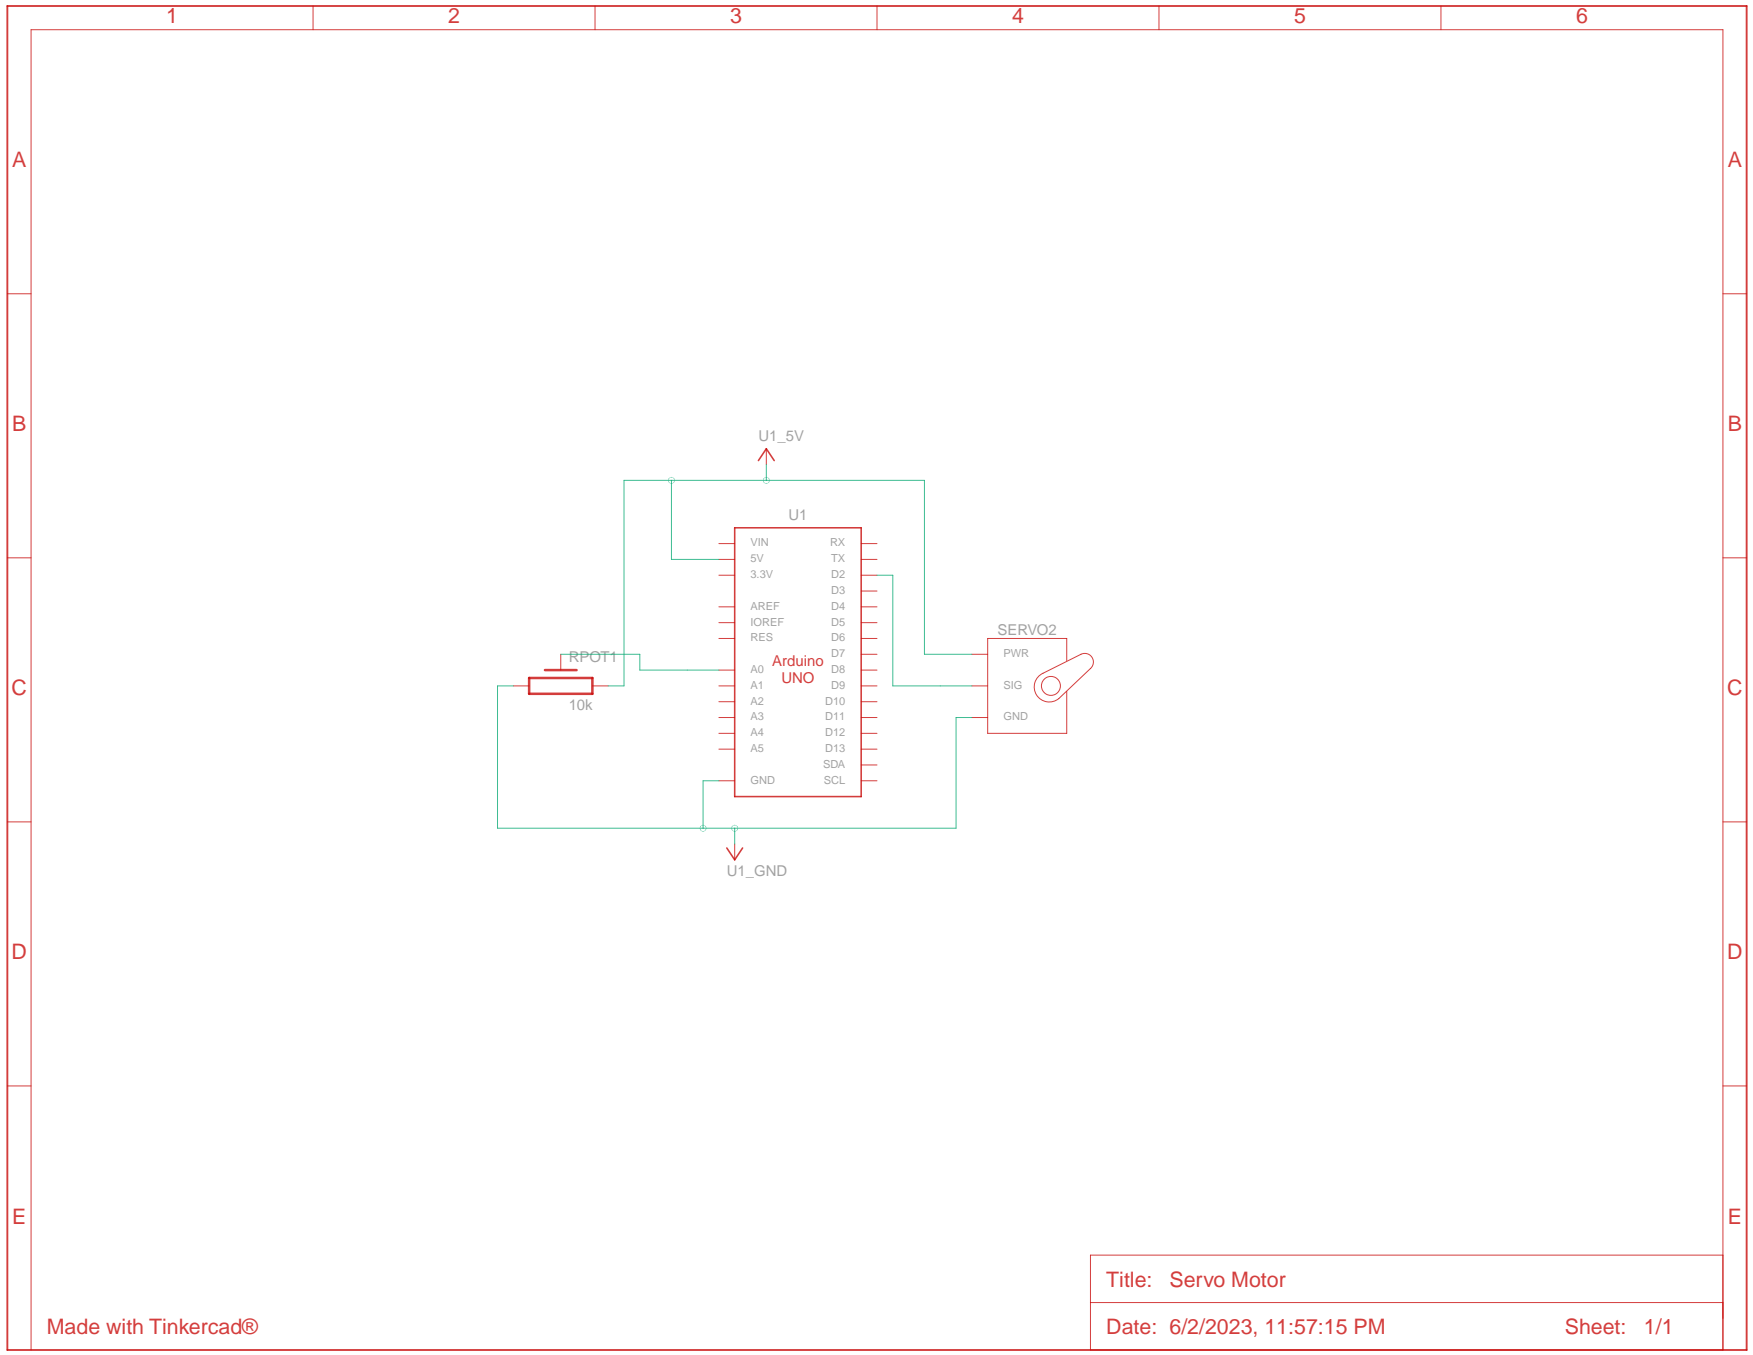 1 2 3 4 5 6
A A
B B
U1_5V
U1
VIN RX
5V TX
3.3V D2
D3
AREF D4
IOREF D5
RES D6
SERVO2
RPOT1 D7 PWR
Arduino
A0 D8
UNO
C A1 D9 SIG C
10k A2 D10
A3 D11 GND
A4 D12
A5 D13
SDA
GND SCL
U1_GND
D D
E E
Title: Servo Motor
Made with Tinkercad® Date: 6/2/2023, 11:57:15 PM Sheet: 1/1